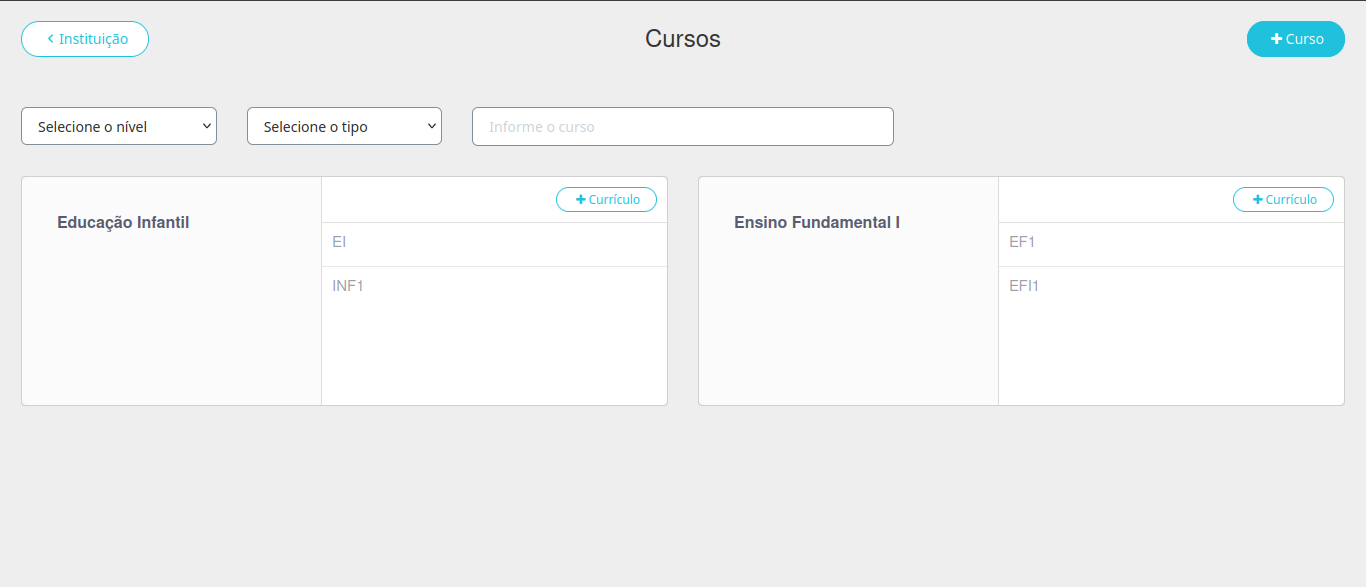 Instituição
Cursos
Curso
Selecione o nível
Selecione o tipo
Informe o curso
Educação Infantil
Currículo
EI
INF1
Ensino Fundamental I
Currículo
EF1
EFI1